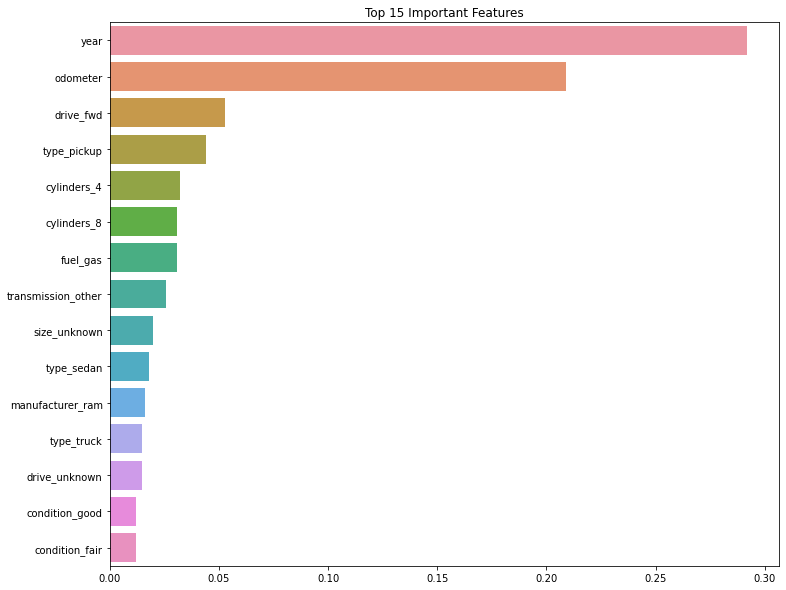 Top 15 Important Features
year
odometer
drive_fwd
type_pickup
cylinders_4
cylinders_8
fuel_gas
transmission_other
size_unknown
type_sedan
manufacturer_ram
type_truck
drive_unknown
condition_good
condition_fair
0.00 0.05 0.10 0.15 0.20 0.25 0.30